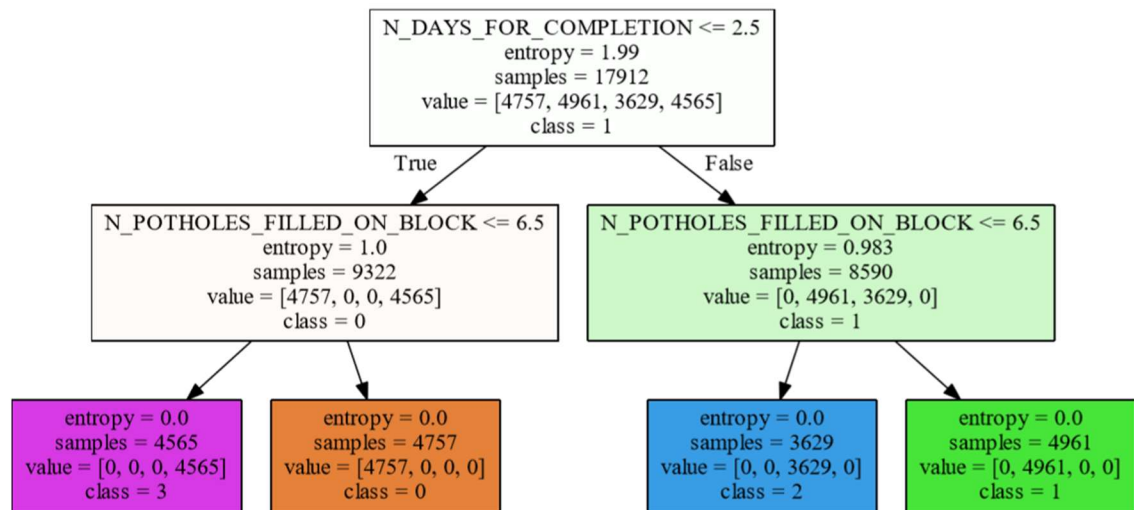 N_DAYS_FOR_COMPLETION <= 2.5
entropy = 1.99
samples = 17912
value = [4757, 4961, 3629, 4565]
class = 1
True
False
N_POTHOLES_FILLED_ON_BLOCK <= 6.5
entropy = 1.0
samples = 9322
value = [4757, 0, 0, 4565]
class = 0
N_POTHOLES_FILLED_ON_BLOCK <= 6.5
entropy = 0.983
samples = 8590
value = [0, 4961, 3629, 0]
class = 1
entropy = 0.0
samples = 4565
value = [0, 0, 0, 4565]
class = 3
entropy = 0.0
samples = 4757
value = [4757, 0, 0, 0]
class = 0
entropy = 0.0
samples = 3629
value = [0, 0, 3629, 0]
class = 2
entropy = 0.0
samples = 4961
value = [0, 4961, 0, 0]
class = 1